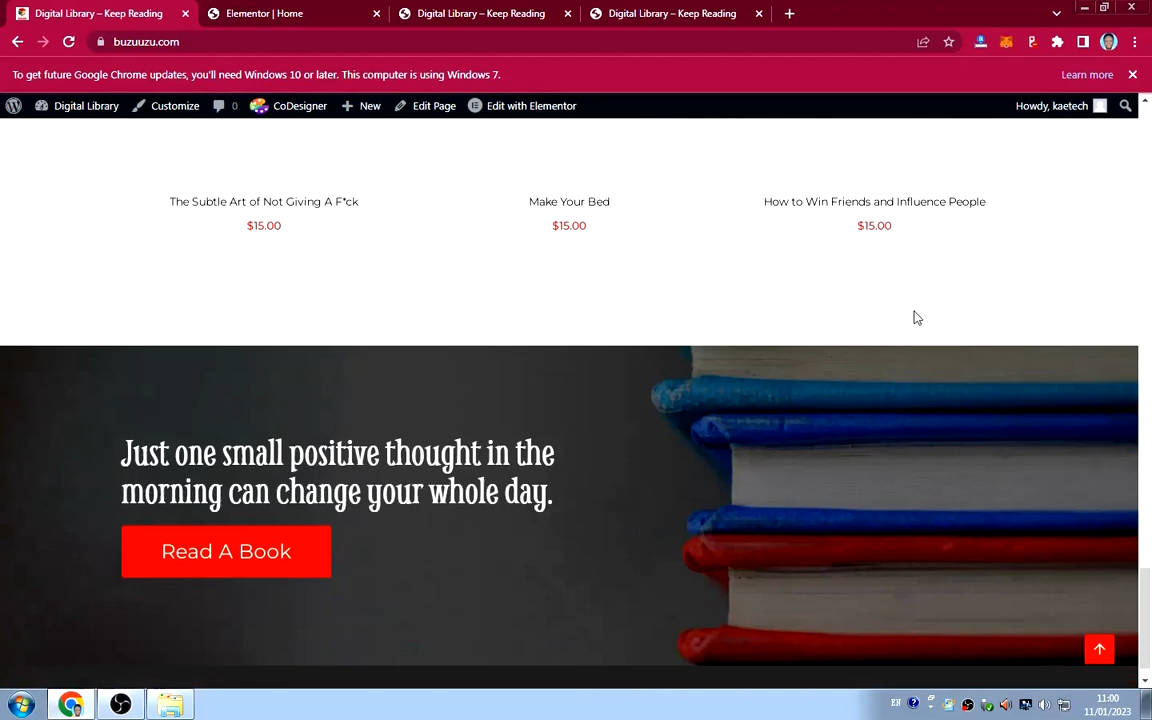 Digital Library – Keep Reading
Elementor | Home
Digital Library – Keep Reading
Digital Library – Keep Reading
buzuuzu.com
To get future Google Chrome updates, you'll need Windows 10 or later. This computer is using Windows 7.
Learn more
Digital Library
Customize
0
CoDesigner
New
Edit Page
Edit with Elementor
Howdy, kaetech
The Subtle Art of Not Giving A F*ck
Make Your Bed
How to Win Friends and Influence People
$15.00
$15.00
$15.00
Just one small positive thought in the
morning can change your whole day.
Read A Book
EN
11:00
11/01/2023